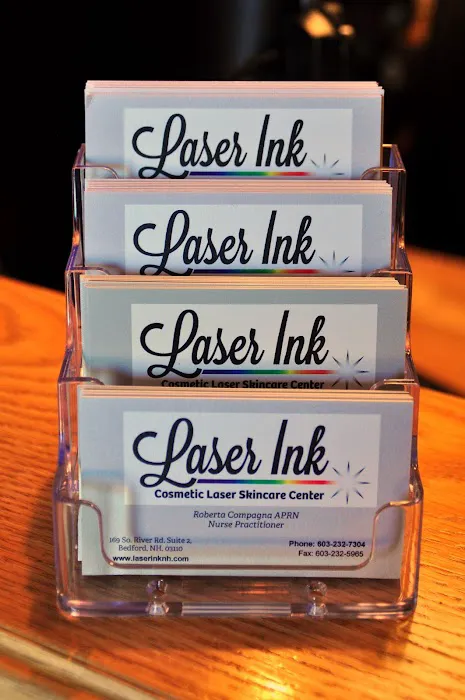 Laser Ink
Laser Ink
Laser Ink
Cosmetic Laser Skincare Center
Laser Ink
Cosmetic Laser Skincare Center
Roberta Compagna APRN
Nurse Practitioner
169 So. River Rd. Suite 2,
Bedford, NH. 03110
www.laserinknh.com
Phone: 603-232-7304
Fax: 603-232-5965